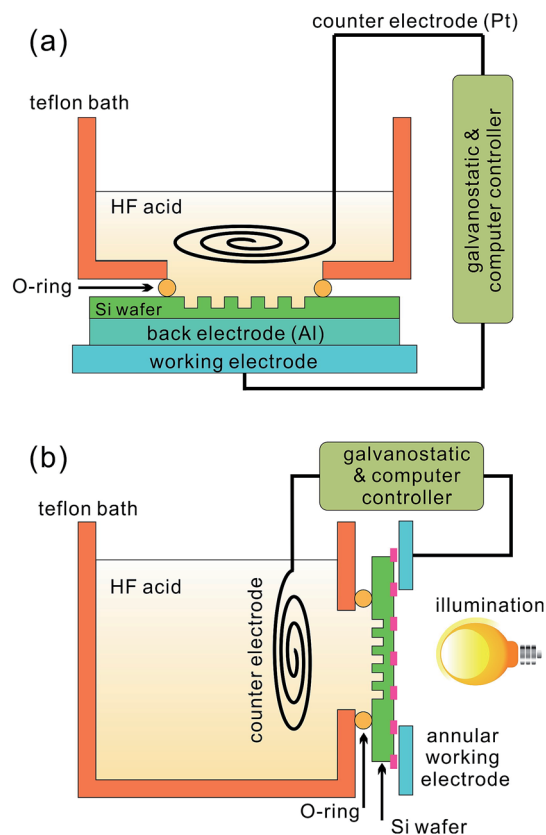 (a)
counter electrode (Pt)
teflon bath
HF acid
galvanostatic &
computer controller
O-ring
Si wafer
back electrode (Al)
working electrode
(b)
galvanostatic
& computer
controller
teflon bath
HF acid
counter electrode
illumination
annular
working
electrode
O-ring
Si wafer